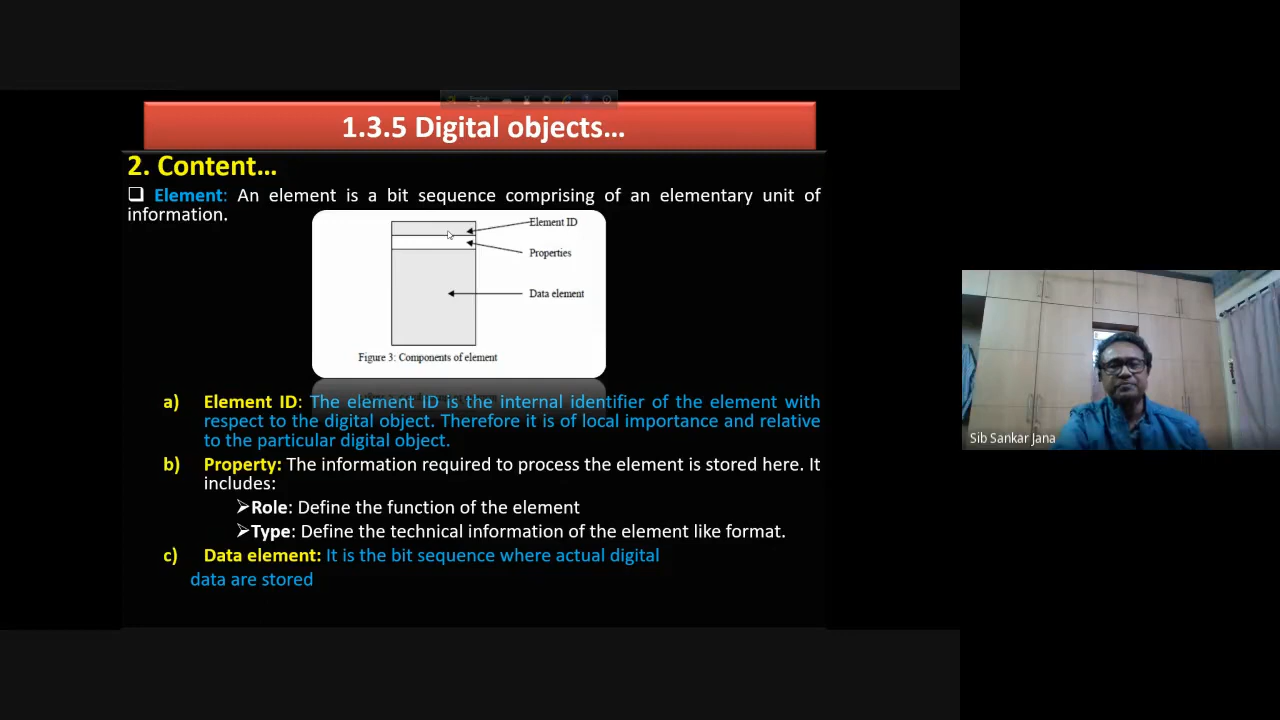 1.3.5 Digital objects…
2. Content…
❑ Element: An element is a bit sequence comprising of an elementary unit of
information.
Element ID
Properties
Data element
Figure 3: Components of element
a) Element ID: The element ID is the internal identifier of the element with
respect to the digital object. Therefore it is of local importance and relative
to the particular digital object.
b) Property: The information required to process the element is stored here. It
includes:
➢Role: Define the function of the element
➢Type: Define the technical information of the element like format.
c) Data element: It is the bit sequence where actual digital
data are stored
Sib Sankar Jana